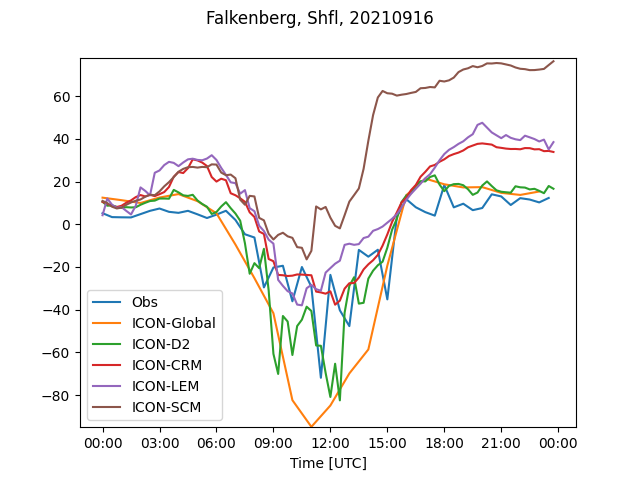 Falkenberg, Shfl, 20210916
60
40
20
0
−20
−40
−60
−80
Obs
ICON-Global
ICON-D2
ICON-CRM
ICON-LEM
ICON-SCM
00:00 03:00 06:00 09:00 12:00 15:00 18:00 21:00 00:00
Time [UTC]